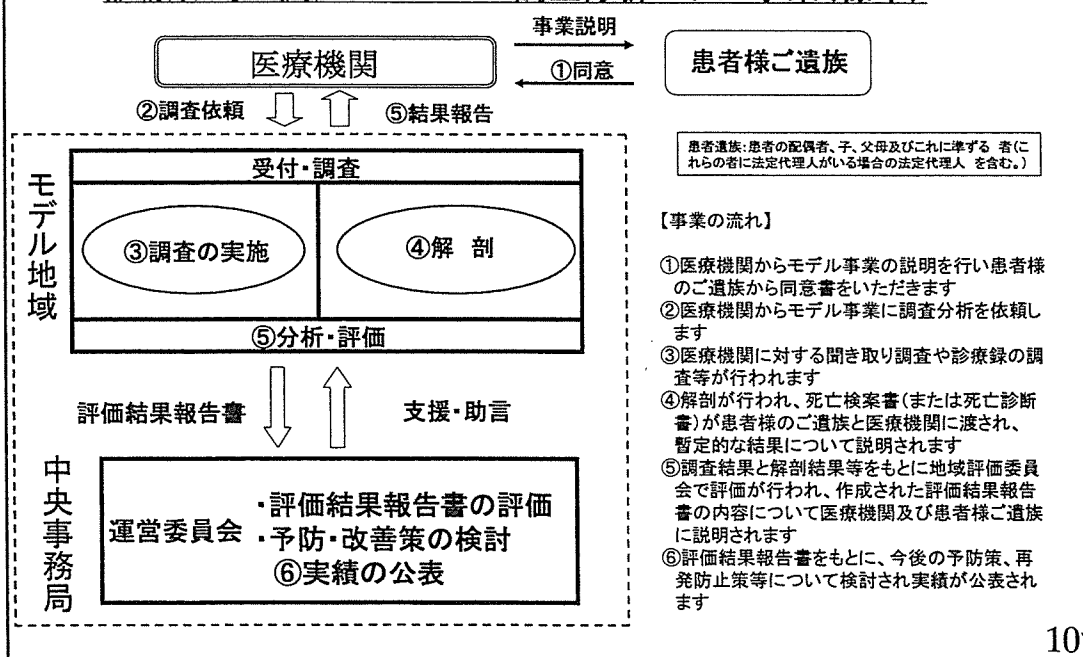 事業説明
医療機関
患者様ご遺族
①同意
②調査依頼
⑤結果報告
患者遺族:患者の配偶者、子、父母及びこれに準ずる 者(こ
れらの者に法定代理人がいる場合の法定代理人 を含む。)
モデル地域
受付・調査
③調査の実施
④解 剖
⑤分析・評価
評価結果報告書
支援・助言
中央事務局
運営委員会
・評価結果報告書の評価
・予防・改善策の検討
⑥実績の公表
【事業の流れ】
①医療機関からモデル事業の説明を行い患者様
のご遺族から同意書をいただきます
②医療機関からモデル事業に調査分析を依頼し
ます
③医療機関に対する聞き取り調査や診療録の調
査等が行われます
④解剖が行われ、死亡検案書(または死亡診断
書)が患者様のご遺族と医療機関に渡され、
暫定的な結果について説明されます
⑤調査結果と解剖結果等をもとに地域評価委員
会で評価が行われ、作成された評価結果報告
書の内容について医療機関及び患者様ご遺族
に説明されます
⑥評価結果報告書をもとに、今後の予防策、再
発防止策等について検討され実績が公表され
ます
10